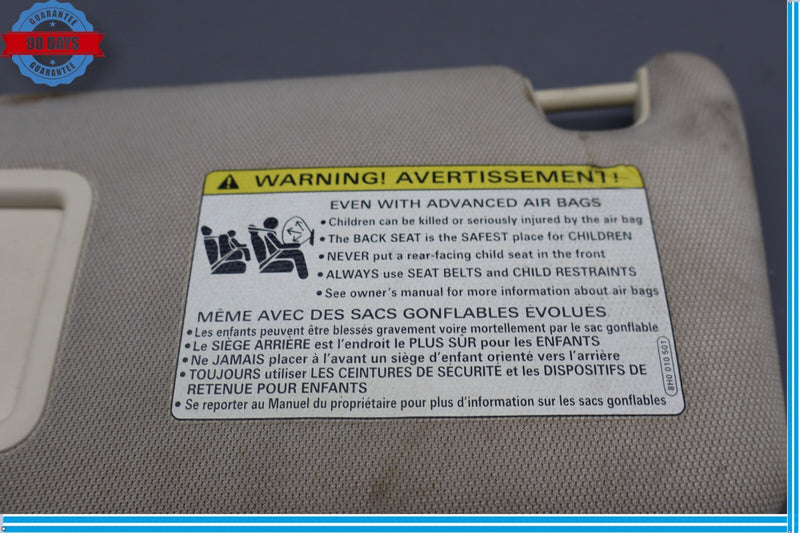 GUARANTEE
90 DAYS
GUARANTEE
WARNING! AVERTISSEMENT!
EVEN WITH ADVANCED AIR BAGS
• Children can be killed or seriously injured by the air bag
• The BACK SEAT is the SAFEST place for CHILDREN
• NEVER put a rear-facing child seat in the front
• ALWAYS use SEAT BELTS and CHILD RESTRAINTS
• See owner's manual for more information about air bags
MÊME AVEC DES SACS GONFLABLES ÉVOLUÉS
• Les enfants peuvent être blessés gravement voire mortellement par le sac gonflable
• Le SIÈGE ARRIÈRE est l'endroit le PLUS SÛR pour les ENFANTS
• Ne JAMAIS placer à l'avant un siège d'enfant orienté vers l'arrière
• TOUJOURS utiliser LES CEINTURES DE SÉCURITÉ et les DISPOSITIFS DE
RETENUE POUR ENFANTS
• Se reporter au Manuel du propriétaire pour plus d'information sur les sacs gonflables
8H0 010 501